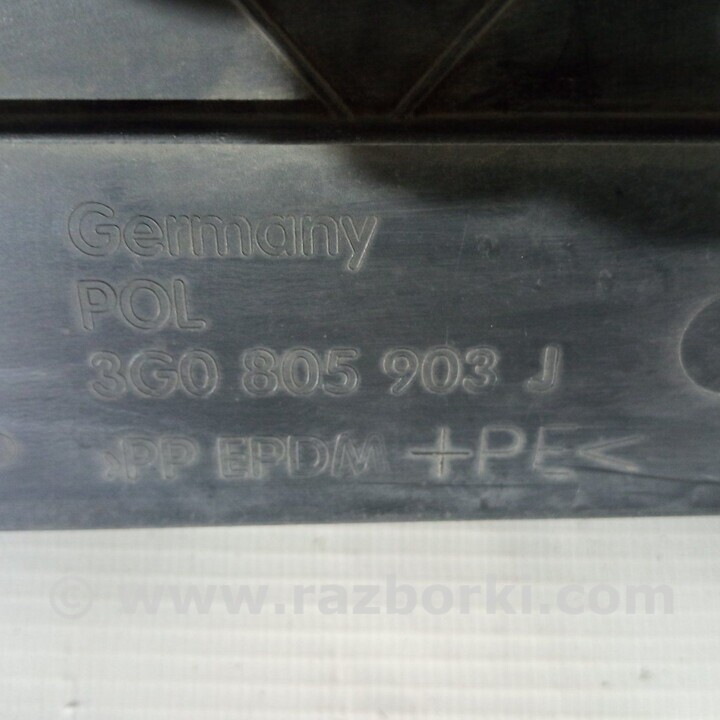 Germany
POL
3G0 805 903 J
>PP EPDM +PE<
© www.razborki.com